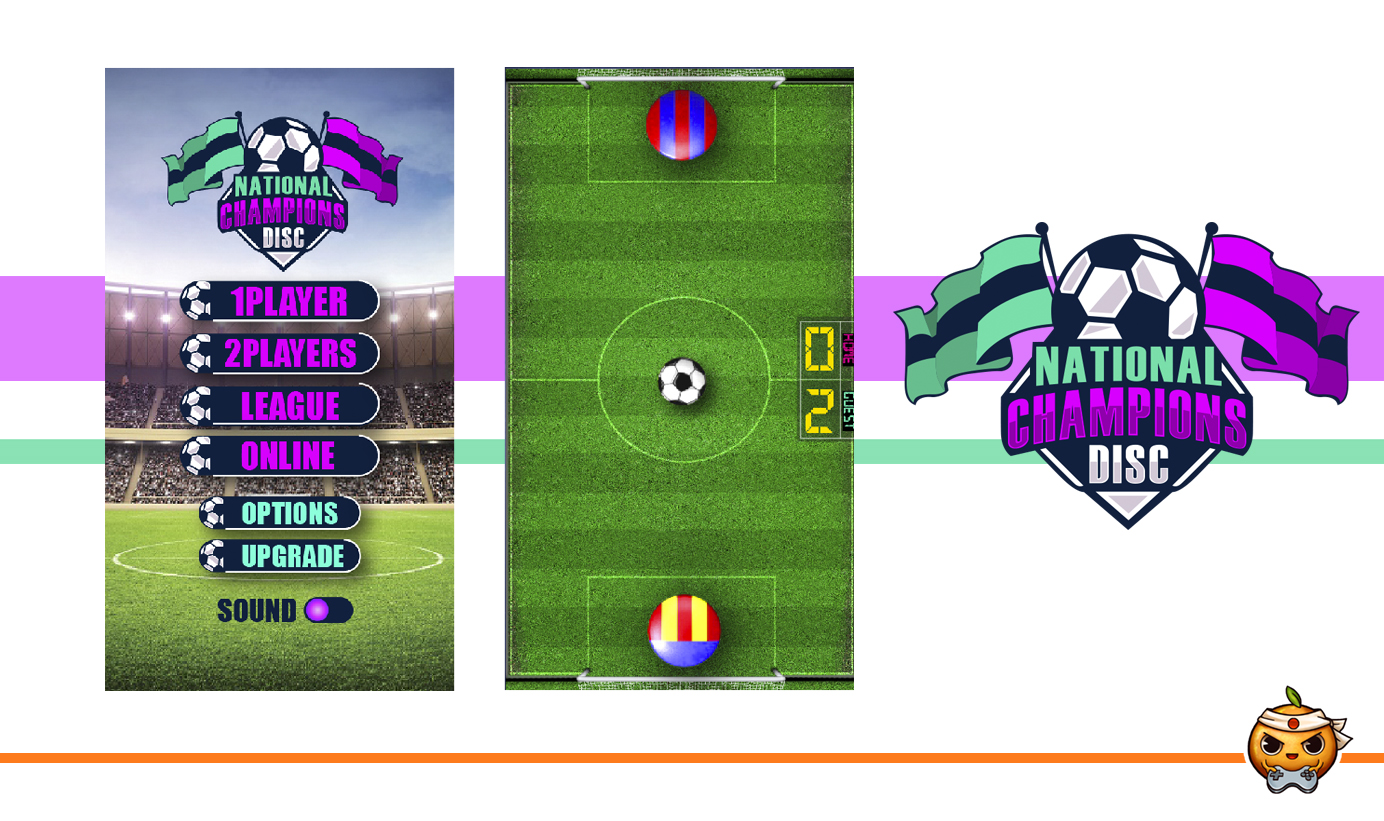 NATIONAL
CHAMPIONS
DISC
1PLAYER
2PLAYERS
LEAGUE
ONLINE
OPTIONS
UPGRADE
SOUND
0 HOME
2 GUEST
NATIONAL
CHAMPIONS
DISC